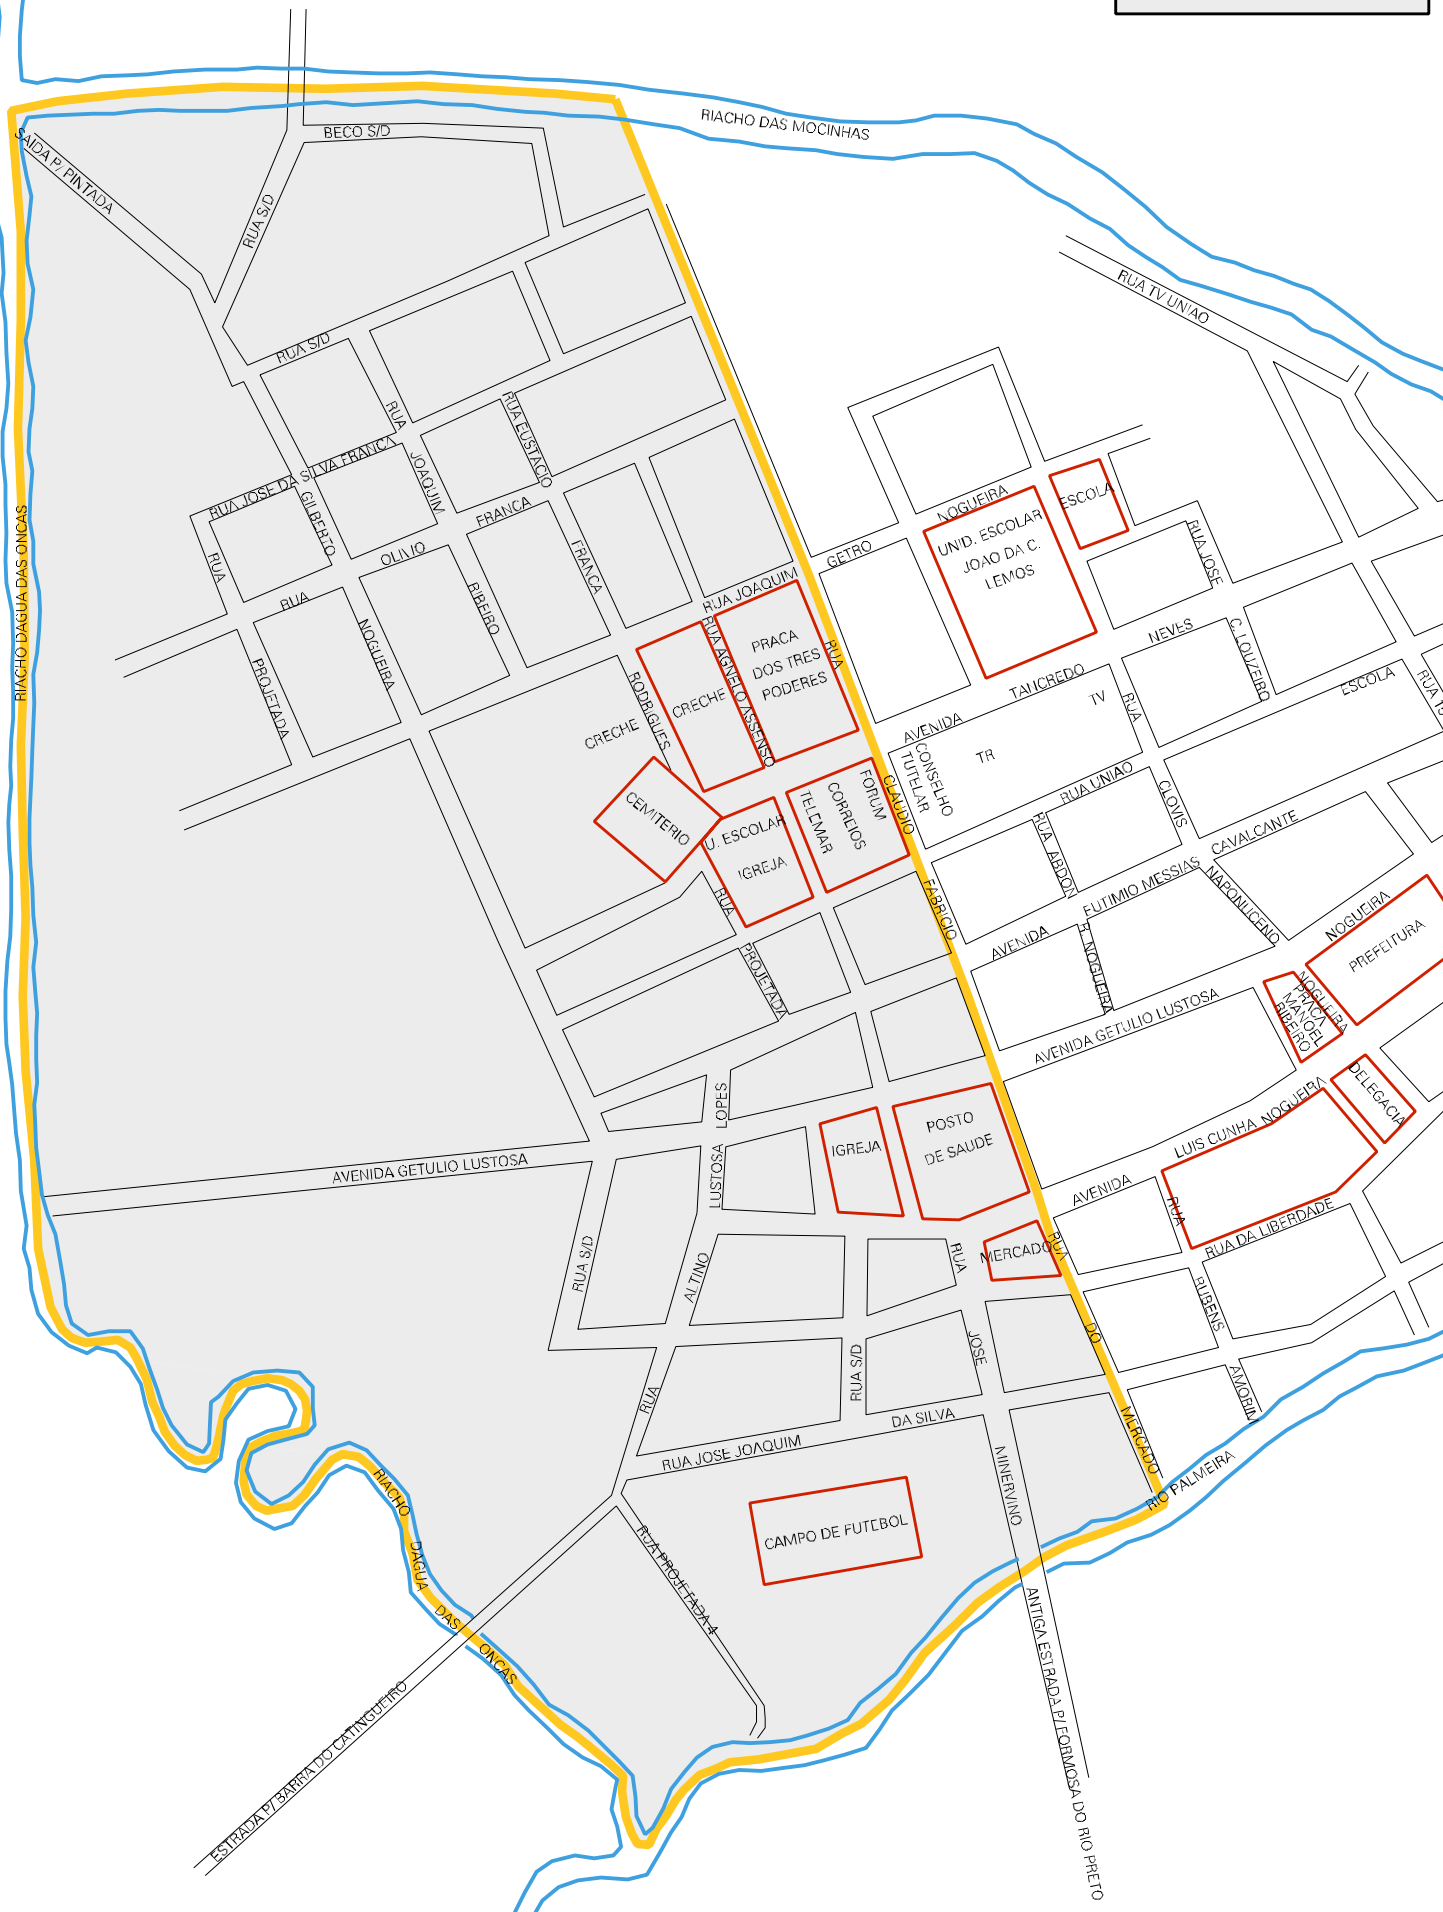 RIACHO DAS MOCINHAS
BECO S/D
SAIDA P/ PINTADA
RUA S/D
RUA TV UNIAO
RUA S/D
RUA
JOAQUIM
RIBEIRO
RUA EUSTACIO
FRANCA
RODRIGUES
RUA JOSE DA SILVA FRANCA
GILBERTO
NOGUEIRA
RUA
PROJETADA
RUA
OLIVIO
FRANCA
RIACHO DAGUA DAS ONCAS
NOGUEIRA
GETRO
ESCOLA
UNID. ESCOLAR
JOAO DA C.
LEMOS
RUA JOSE
C. LOUZEIRO
RUA JOAQUIM
PRACA
DOS TRES
PODERES
RUA AGNELO ASSENSO
CRECHE
CRECHE
RUA
CLAUDIO
FABRICIO
AVENIDA
TANCREDO
NEVES
TV
TR
CONSELHO
TUTELAR
RUA
CLOVIS
ESCOLA
RUA UNIAO
RUA ABDON
CEMITERIO
U. ESCOLAR
IGREJA
TELEMAR
CORREIOS
FORUM
FUTIMIO MESSIAS
CAVALCANTE
AVENIDA
NAPONUCENO
NOGUEIRA
PREFEITURA
RUA
PROJETADA
NOGUEIRA
NOGUEIRA
PRACA
MANOEL
RIBEIRO
AVENIDA GETULIO LUSTOSA
DELEGACIA
LUIS CUNHA NOGUEIRA
AVENIDA
LOPES
LUSTOSA
ALTINO
RUA
POSTO
DE SAUDE
IGREJA
AVENIDA GETULIO LUSTOSA
RUA
RUBENS
AMORIM
RUA DA LIBERDADE
MERCADO
RUA
DO
MERCADO
RUA
JOSE
MINERVINO
RUA S/D
RUA S/D
DA SILVA
RUA JOSE JOAQUIM
RIO PALMEIRA
CAMPO DE FUTEBOL
RIACHO
DAGUA
DAS
ONCAS
RUA PROJETADA 4
ANTIGA ESTRADA P/ FORMOSA DO RIO PRETO
ESTRADA P/ BARRA DO CATINGUEIRO